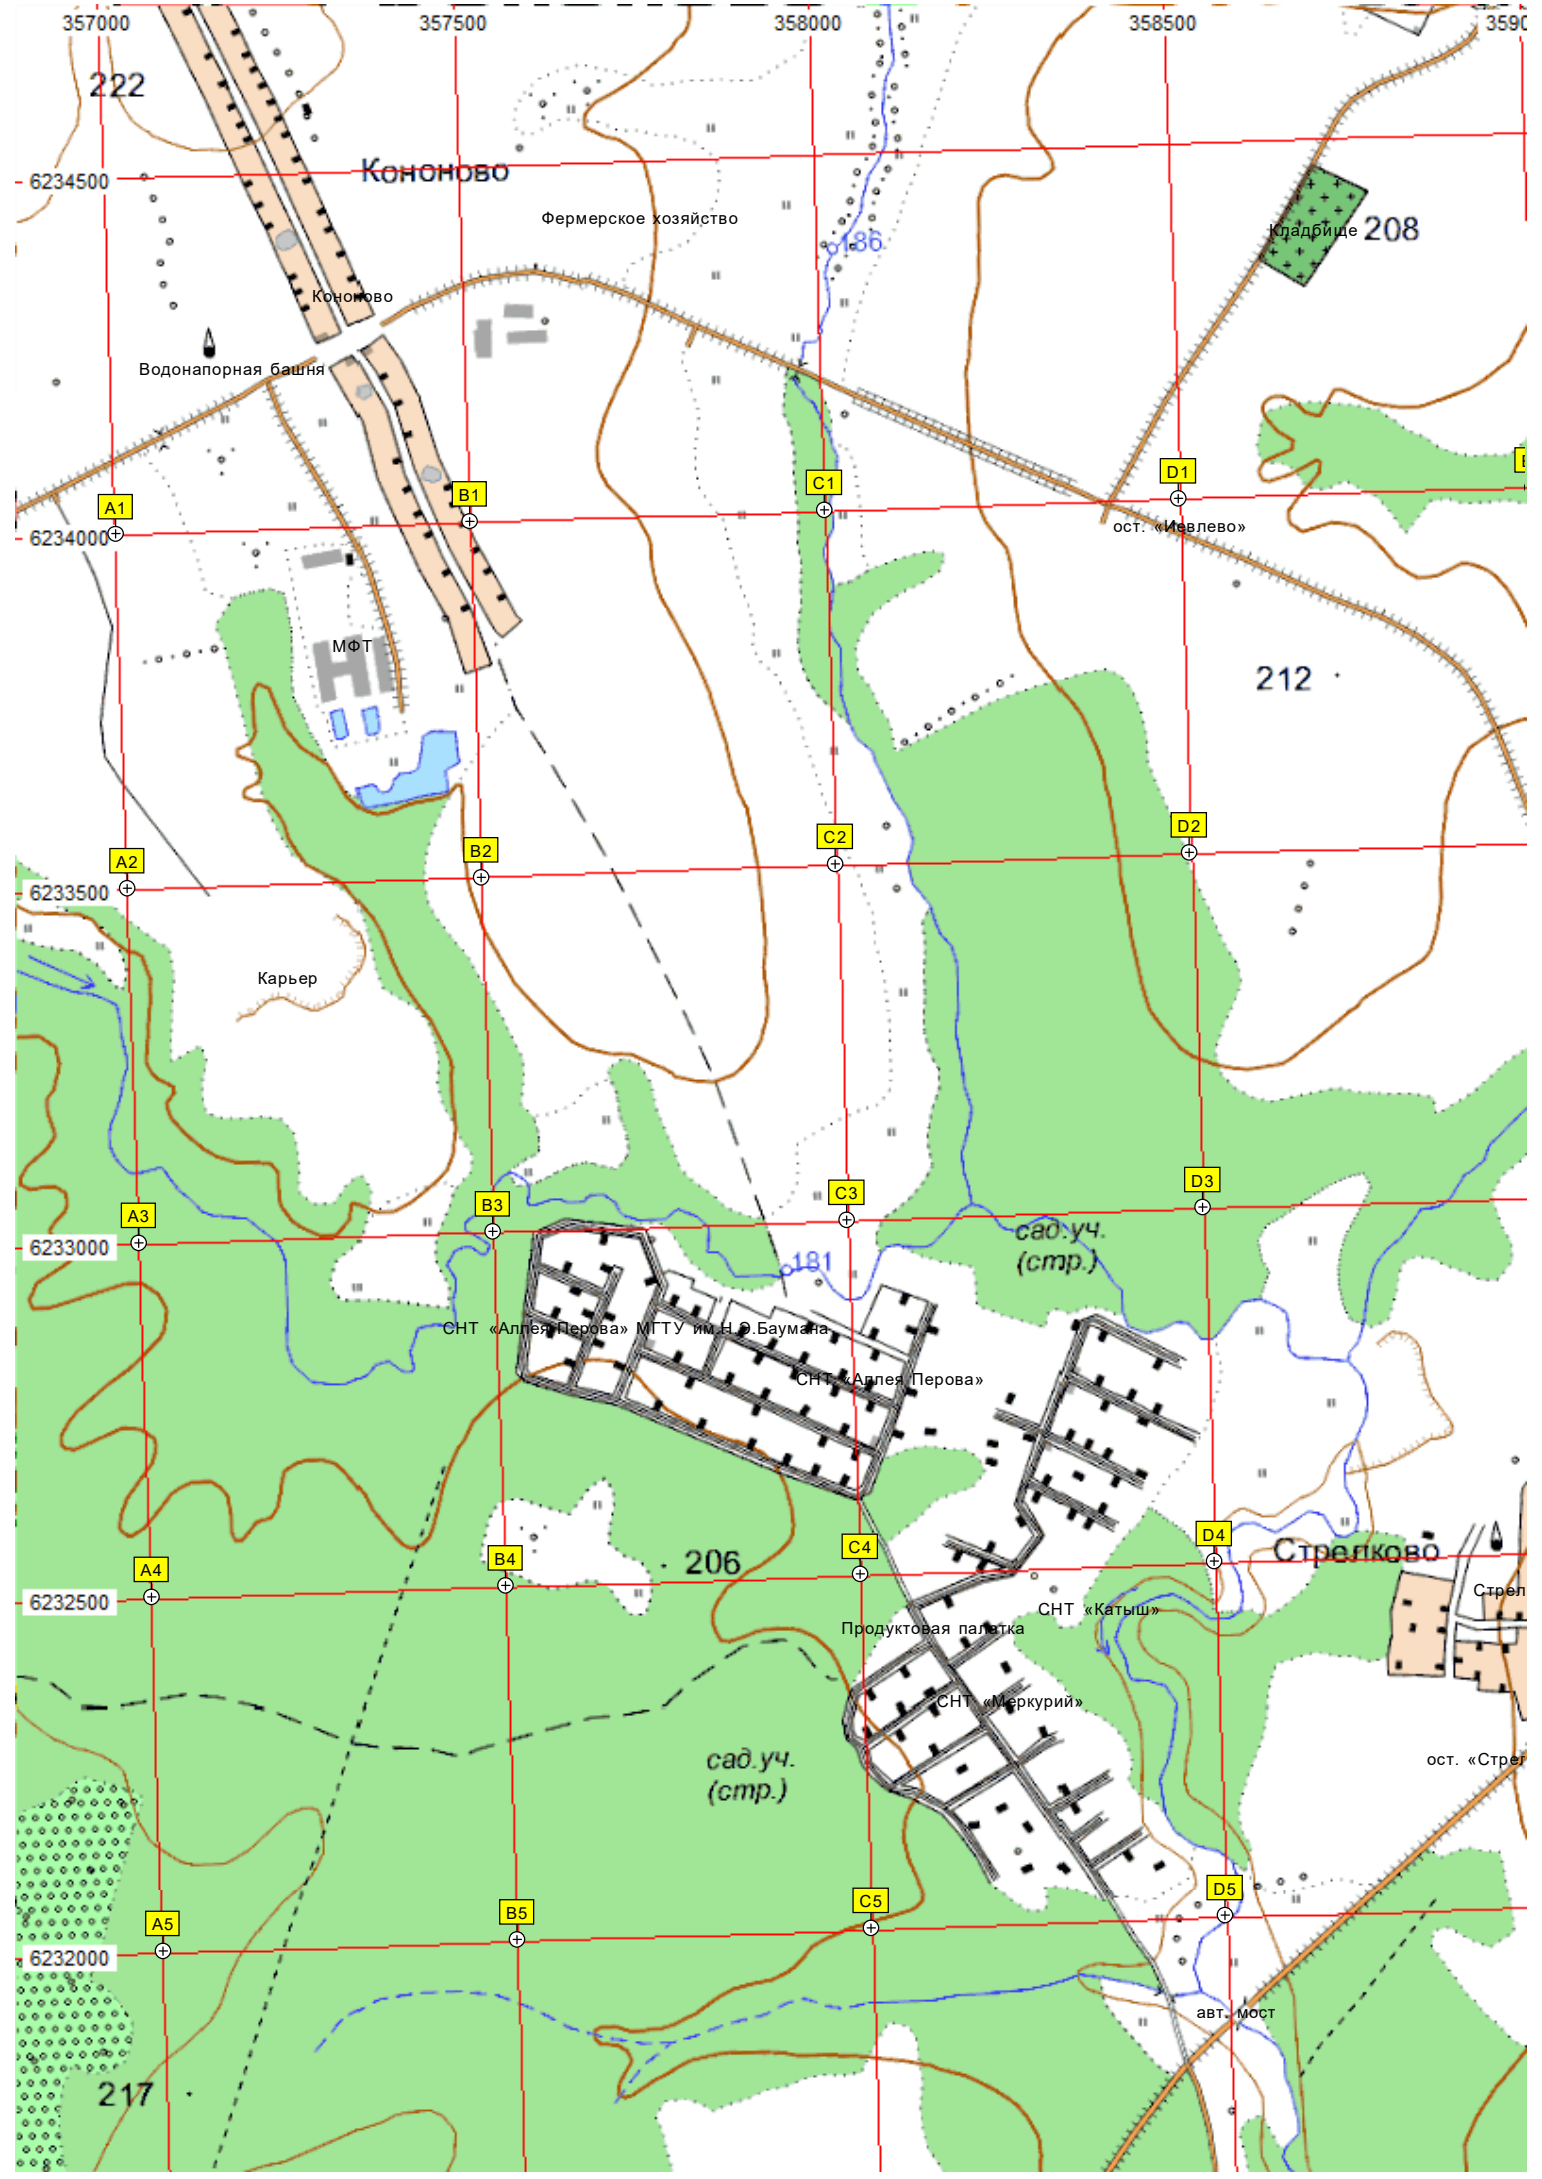 357000 357500 358000 358500
222
Кононово
6234500
Фермерское хозяйство
186
Кладбище 208
Кононово
Водонапорная башня
A1 B1 C1 D1
6234000
ост. «Иевлево»
МФТ
212
A2 B2 C2 D2
6233500
Карьер
A3 B3 C3 D3
6233000
сад.уч.
(стр.)
181
СНТ «Аллея Перова» МГТУ им.Н.Э.Баумана
СНТ «Аллея Перова»
A4 B4 C4 D4
206
Стрелково
6232500
СНТ «Катыш»
Продуктовая палатка
СНТ «Меркурий»
сад.уч.
(стр.)
A5 B5 C5 D5
6232000
авт. мост
217